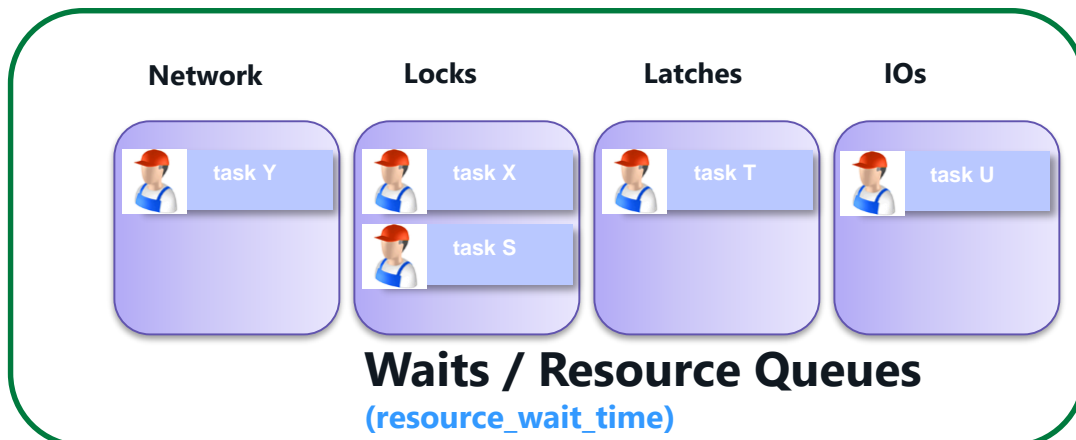 Network
Locks
Latches
IOs
task Y
task X
task T
task U
task S
Waits / Resource Queues
(resource_wait_time)